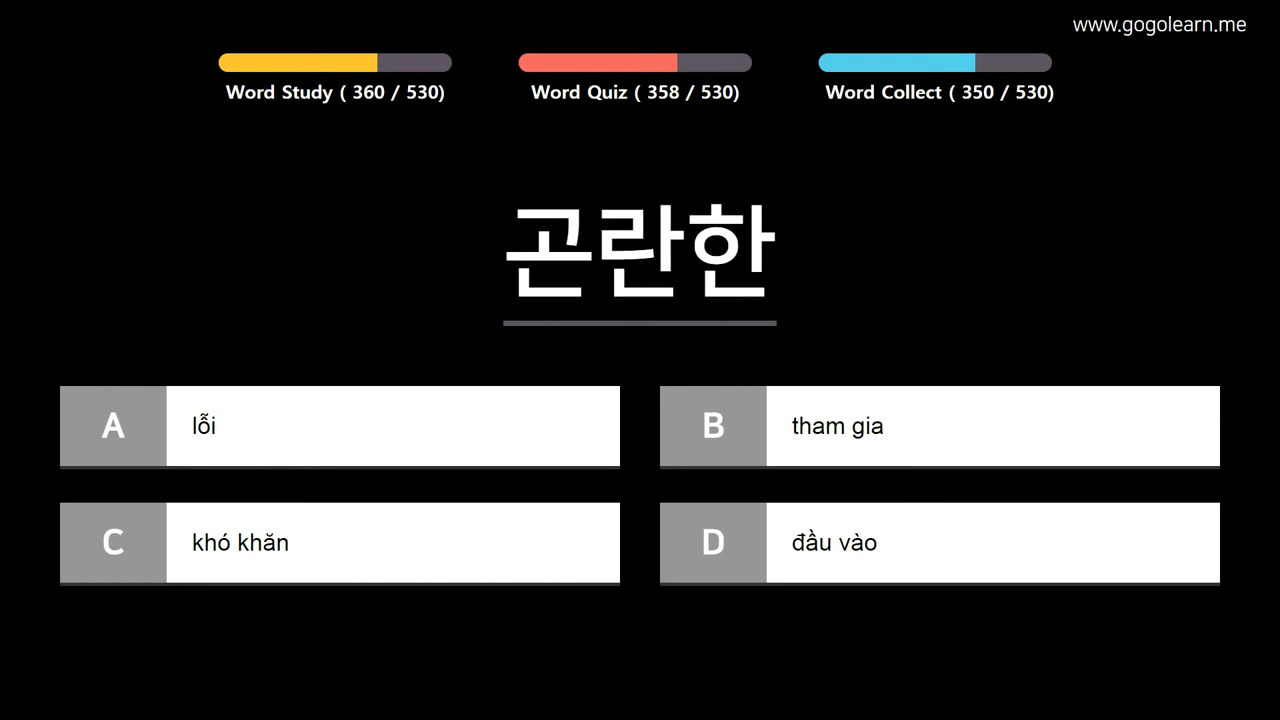 www.gogolearn.me
Word Study ( 360 / 530)
Word Quiz ( 358 / 530)
Word Collect ( 350 / 530)
곤란한
A lỗi
B tham gia
C khó khăn
D đầu vào